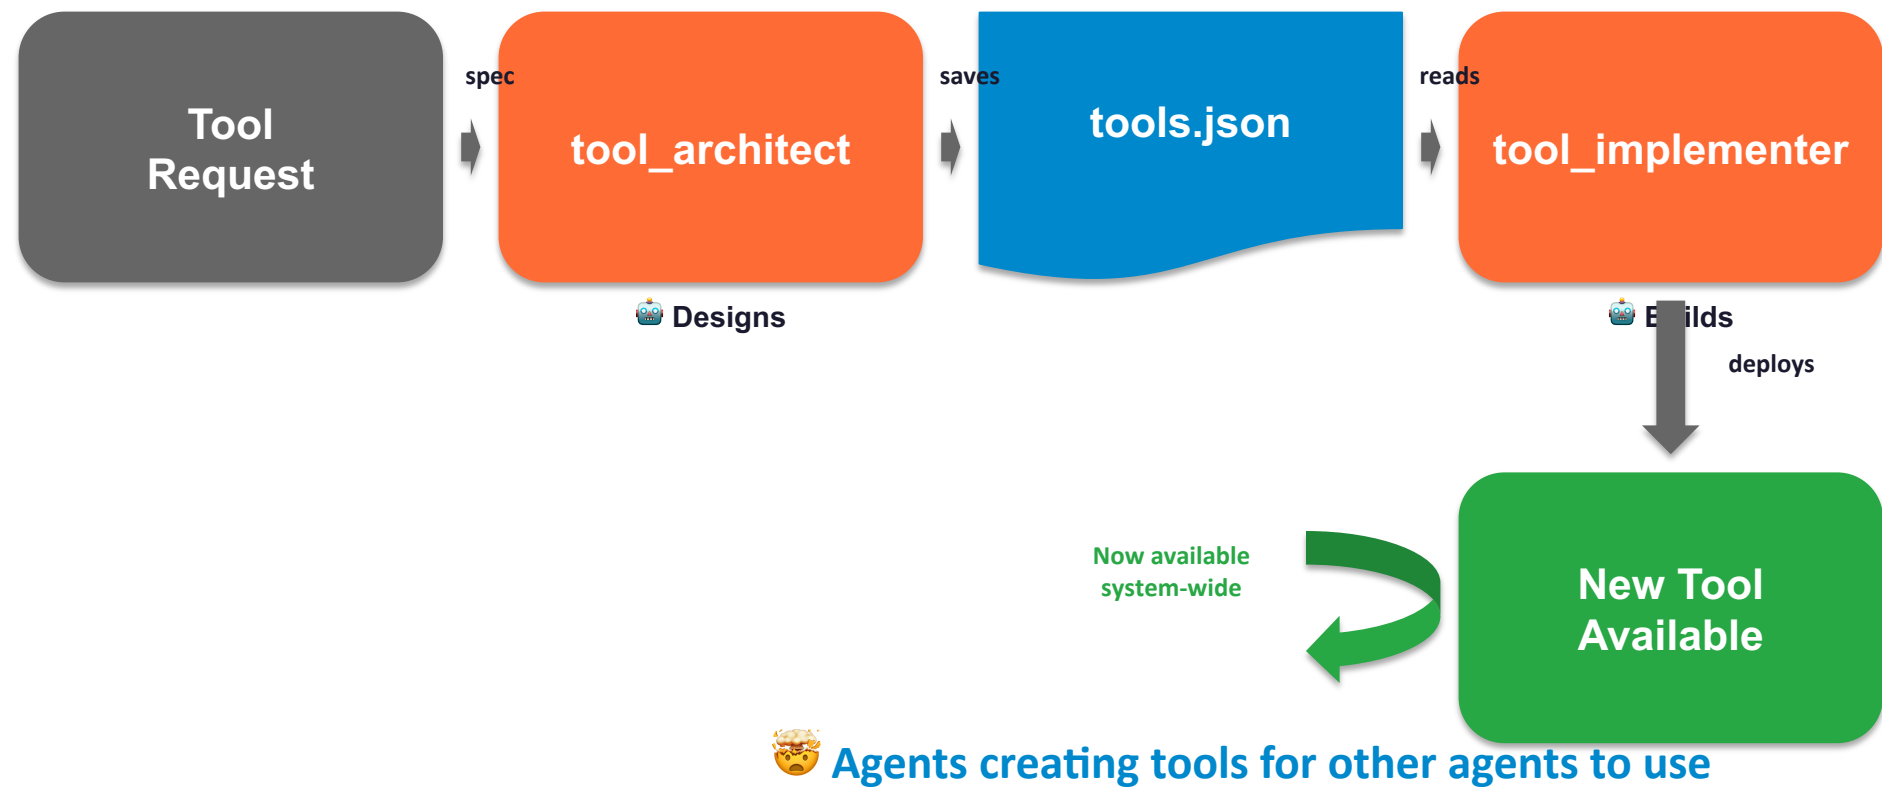 Tool
Request
spec
tool_architect
saves
tools.json
reads
tool_implementer
Designs
deploys
Now available
system-wide
New Tool
Available
Agents creating tools for other agents to use